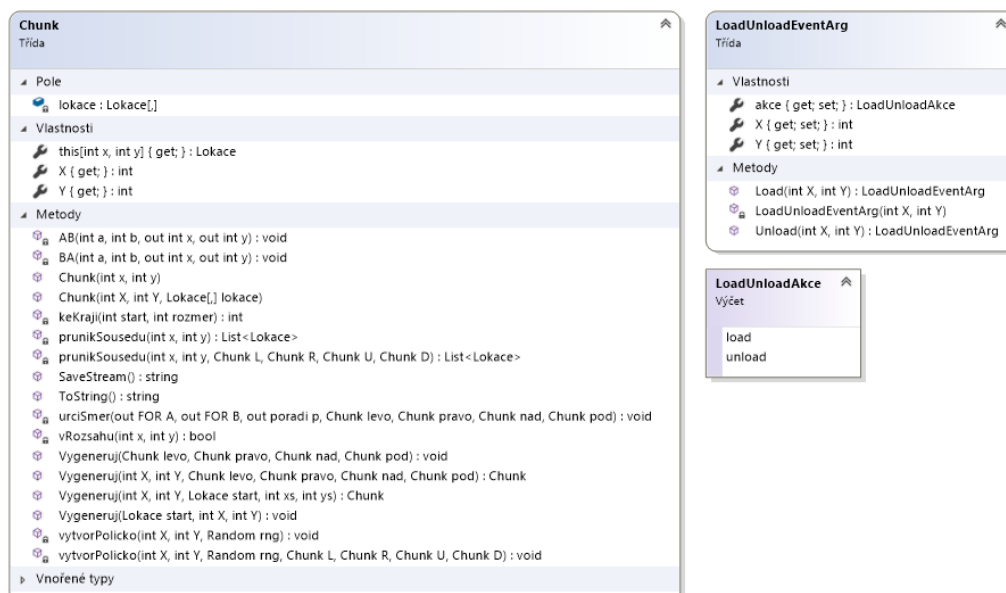 Chunk
Třída
Pole
lokace : Lokace[,]
Vlastnosti
this[int x, int y] { get; } : Lokace
X { get; } : int
Y { get; } : int
Metody
AB(int a, int b, out int x, out int y) : void
BA(int a, int b, out int x, out int y) : void
Chunk(int x, int y)
Chunk(int X, int Y, Lokace[,] lokace)
keKraji(int start, int rozmer) : int
prunikSousedu(int x, int y) : List<Lokace>
prunikSousedu(int x, int y, Chunk L, Chunk R, Chunk U, Chunk D) : List<Lokace>
SaveStream() : string
ToString() : string
urciSmer(out FOR A, out FOR B, out poradi p, Chunk levo, Chunk pravo, Chunk nad, Chunk pod) : void
vRozsahu(int x, int y) : bool
Vygeneruj(Chunk levo, Chunk pravo, Chunk nad, Chunk pod) : void
Vygeneruj(int X, int Y, Chunk levo, Chunk pravo, Chunk nad, Chunk pod) : Chunk
Vygeneruj(int X, int Y, Lokace start, int xs, int ys) : Chunk
Vygeneruj(Lokace start, int X, int Y) : void
vytvorPolicko(int X, int Y, Random rng) : void
vytvorPolicko(int X, int Y, Random rng, Chunk L, Chunk R, Chunk U, Chunk D) : void
Vnořené typy
LoadUnloadEventArg
Třída
Vlastnosti
akce { get; set; } : LoadUnloadAkce
X { get; set; } : int
Y { get; set; } : int
Metody
Load(int X, int Y) : LoadUnloadEventArg
LoadUnloadEventArg(int X, int Y)
Unload(int X, int Y) : LoadUnloadEventArg
LoadUnloadAkce
Výčet
load
unload